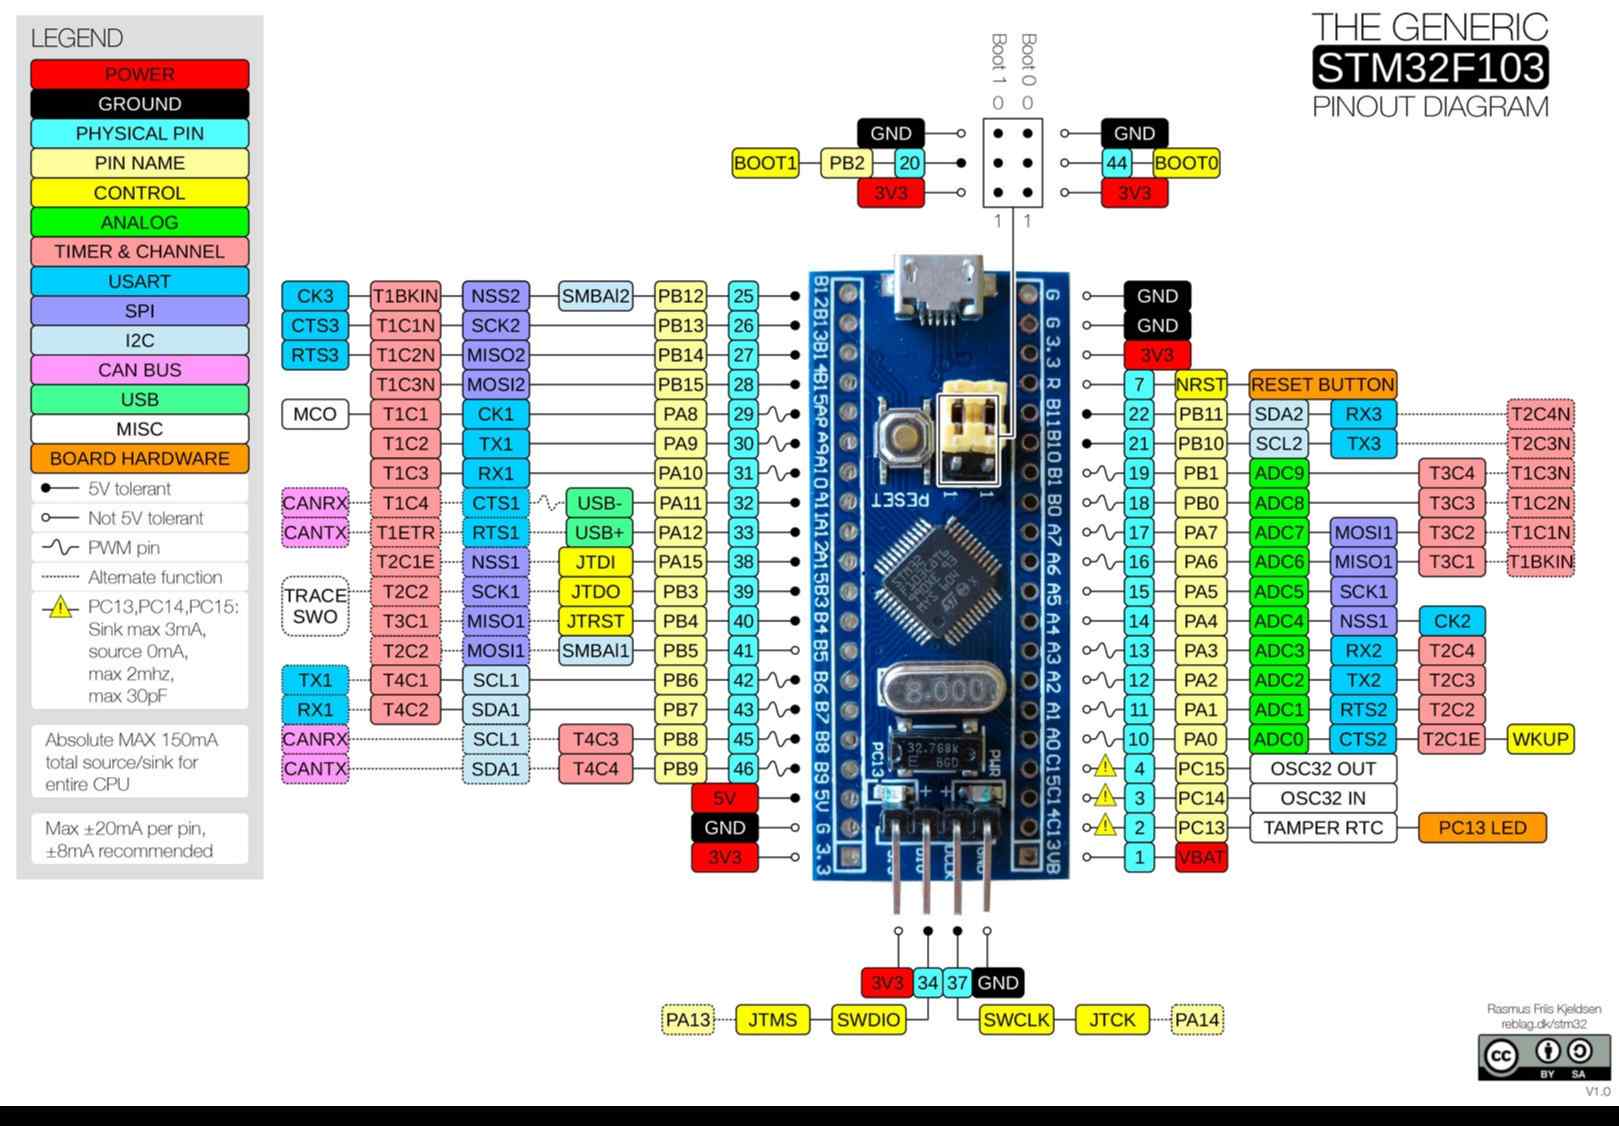 LEGEND
POWER
GROUND
PHYSICAL PIN
PIN NAME
CONTROL
ANALOG
TIMER & CHANNEL
USART
SPI
I2C
CAN BUS
USB
MISC
BOARD HARDWARE
5V tolerant
Not 5V tolerant
PWM pin
Alternate function
PC13,PC14,PC15:
Sink max 3mA,
source 0mA,
max 2mhz,
max 30pF
Absolute MAX 150mA
total source/sink for
entire CPU
Max ±20mA per pin,
±8mA recommended
THE GENERIC
STM32F103
PINOUT DIAGRAM
Boot 1 0
Boot 0 0
GND GND
BOOT1 PB2 20 44 BOOT0
3V3 3V3
1 1
CK3 T1BKIN NSS2 SMBAI2 PB12 25
CTS3 T1C1N SCK2 PB13 26
RTS3 T1C2N MISO2 PB14 27
T1C3N MOSI2 PB15 28
MCO T1C1 CK1 PA8 29
T1C2 TX1 PA9 30
T1C3 RX1 PA10 31
CANRX T1C4 CTS1 USB- PA11 32
CANTX T1ETR RTS1 USB+ PA12 33
T2C1E NSS1 JTDI PA15 38
TRACE
SWO
T2C2 SCK1 JTDO PB3 39
T3C1 MISO1 JTRST PB4 40
T2C2 MOSI1 SMBAI1 PB5 41
TX1 T4C1 SCL1 PB6 42
RX1 T4C2 SDA1 PB7 43
CANRX SCL1 T4C3 PB8 45
CANTX SDA1 T4C4 PB9 46
5V
GND
3V3
B12 B13 B14 B15 A9 A10 A11 A12 A15 B3 B4 B5 B6 B7 B8 B9 5V G 3.3
RESET
1 1
8.000
32.768k
BGD
PC13
PWR
G G 3.3 R B11 B10 B1 B0 A7 A6 A5 A4 A3 A2 A1 A0 C15 C14 C13 VB
GND
GND
3V3
7 NRST RESET BUTTON
22 PB11 SDA2 RX3 T2C4N
21 PB10 SCL2 TX3 T2C3N
19 PB1 ADC9 T3C4 T1C3N
18 PB0 ADC8 T3C3 T1C2N
17 PA7 ADC7 MOSI1 T3C2 T1C1N
16 PA6 ADC6 MISO1 T3C1 T1BKIN
15 PA5 ADC5 SCK1
14 PA4 ADC4 NSS1 CK2
13 PA3 ADC3 RX2 T2C4
12 PA2 ADC2 TX2 T2C3
11 PA1 ADC1 RTS2 T2C2
10 PA0 ADC0 CTS2 T2C1E WKUP
4 PC15 OSC32 OUT
3 PC14 OSC32 IN
2 PC13 TAMPER RTC PC13 LED
1 VBAT
3V3 34 37 GND
PA13 JTMS SWDIO SWCLK JTCK PA14
Rasmus Friis Kjeldsen
reblag.dk/stm32
cc BY SA
V1.0